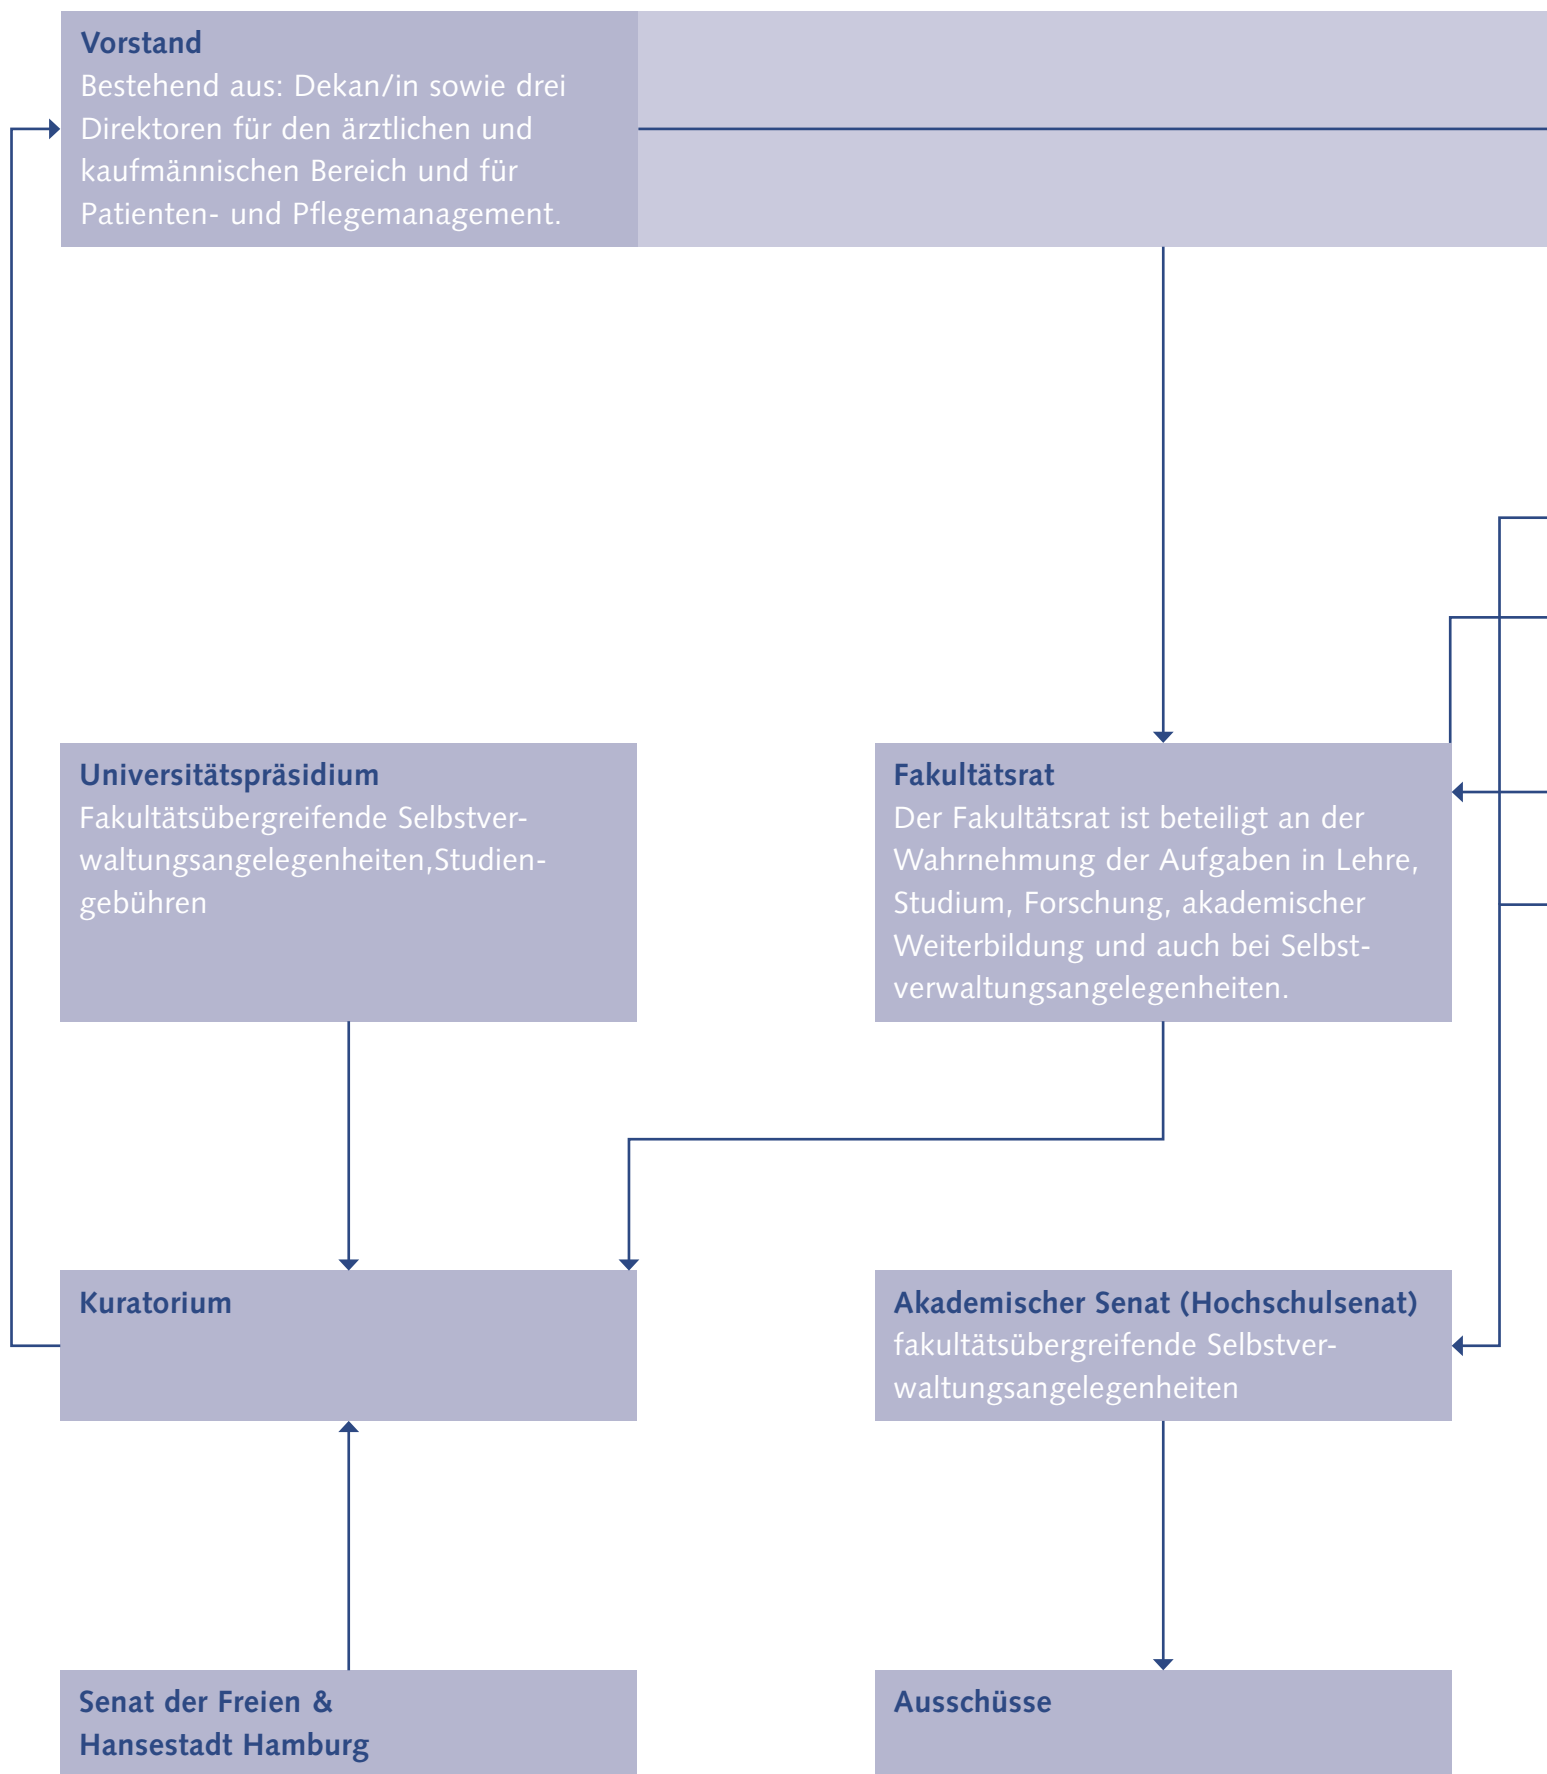 Vorstand
Bestehend aus: Dekan/in sowie drei
Direktoren für den ärztlichen und
kaufmännischen Bereich und für
Patienten- und Pflegemanagement.
Universitätspräsidium
Fakultätsübergreifende Selbstver-
waltungsangelegenheiten,Studien-
gebühren
Fakultätsrat
Der Fakultätsrat ist beteiligt an der
Wahrnehmung der Aufgaben in Lehre,
Studium, Forschung, akademischer
Weiterbildung und auch bei Selbst-
verwaltungsangelegenheiten.
Kuratorium
Akademischer Senat (Hochschulsenat)
fakultätsübergreifende Selbstver-
waltungsangelegenheiten
Senat der Freien &
Hansestadt Hamburg
Ausschüsse